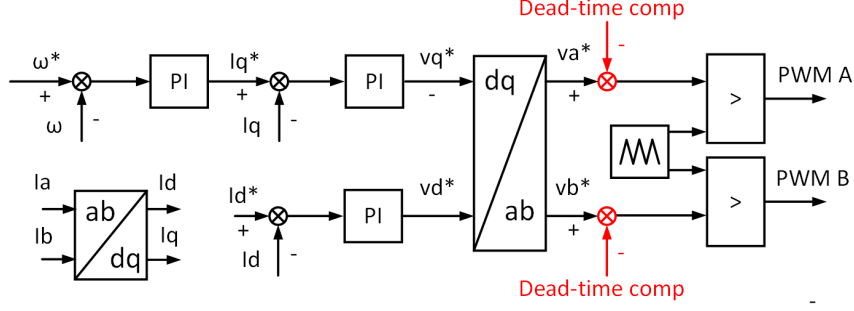 Dead-time comp
-
ω* Iq* vq* va*
PI PI dq PWM A
+ + - +
ω - Iq - >
Ia Id Id* vd* vb* PWM B
ab PI ab >
Ib Iq + +
dq Id - -
Dead-time comp
-